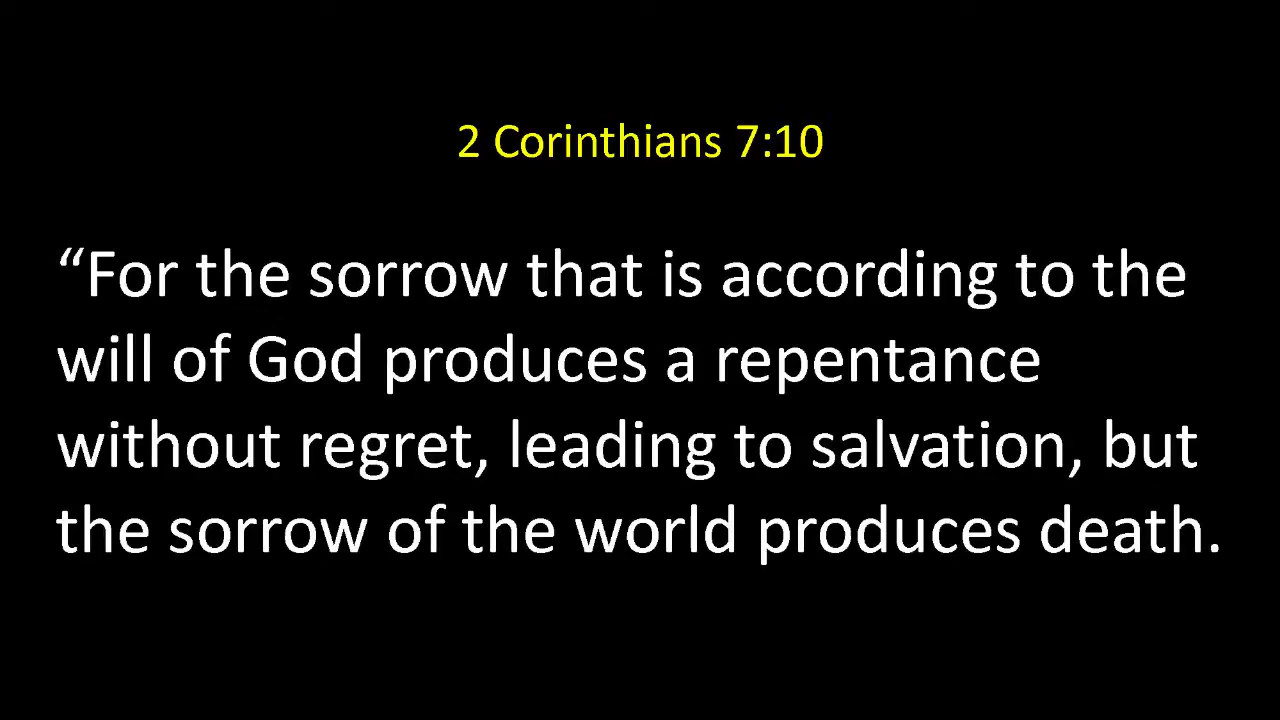 2 Corinthians 7:10
“For the sorrow that is according to the
will of God produces a repentance
without regret, leading to salvation, but
the sorrow of the world produces death.